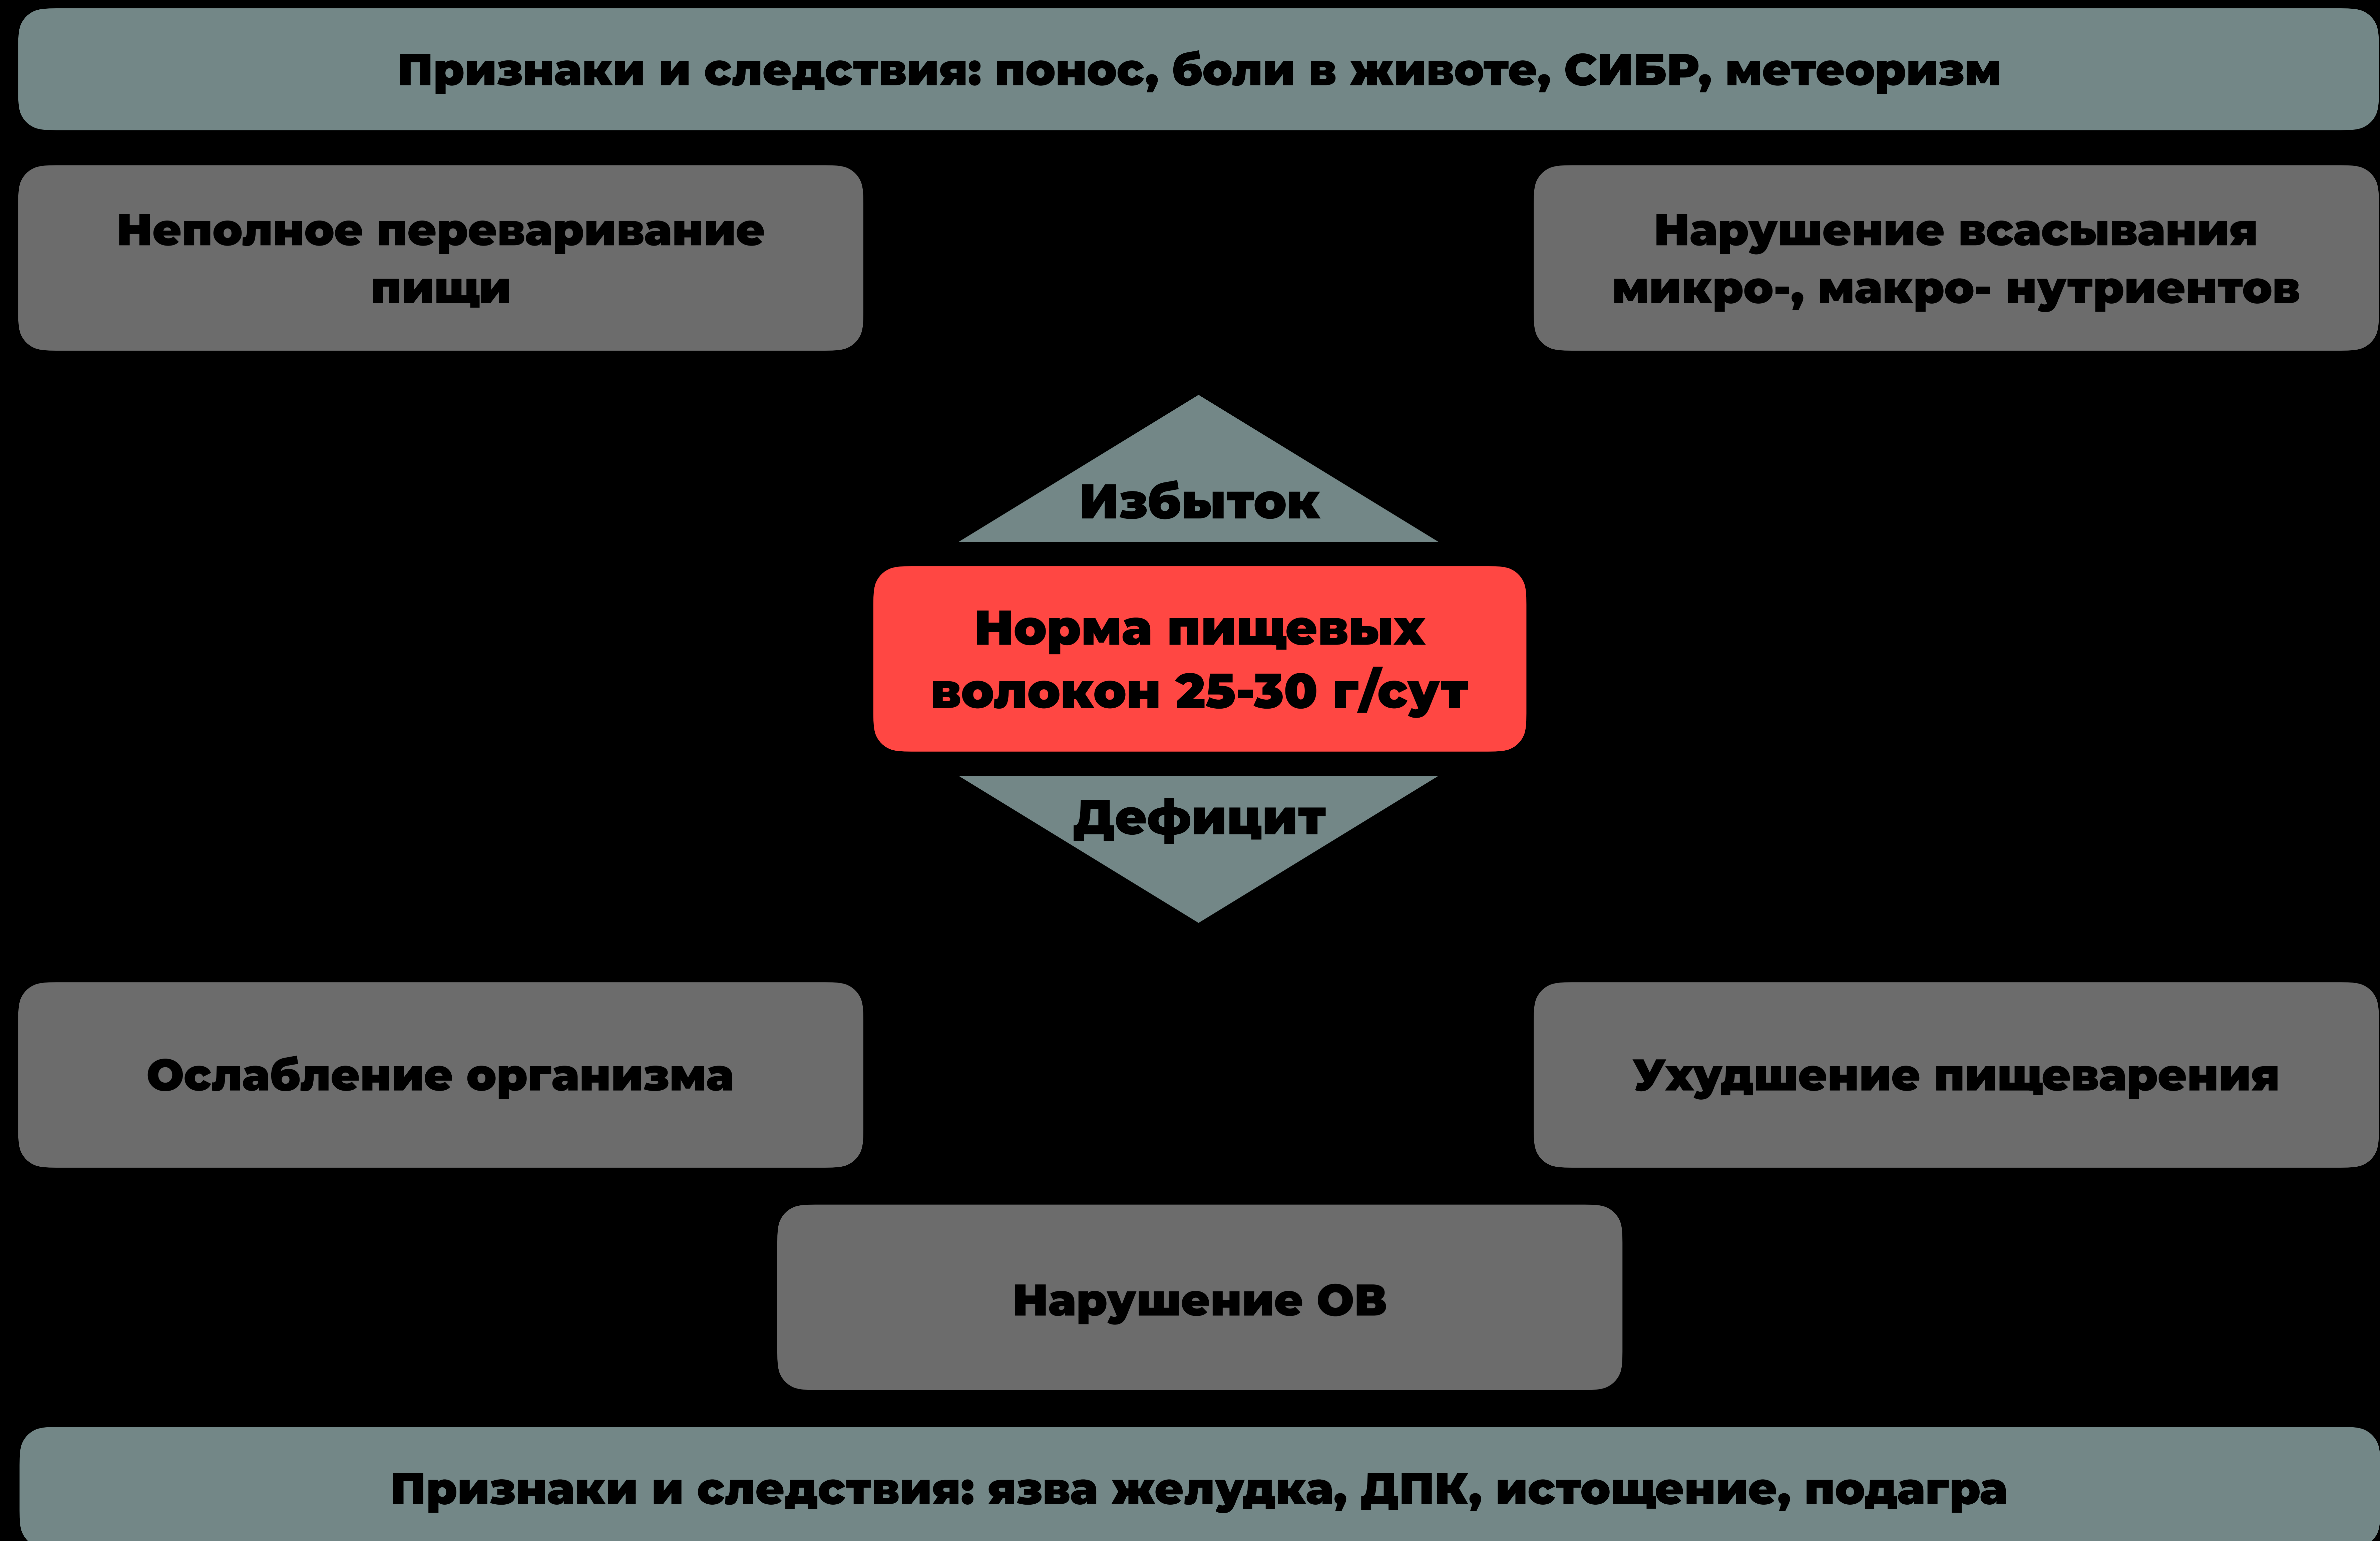 Признаки и следствия: понос, боли в животе, СИБР, метеоризм
Неполное переваривание
пищи
Нарушение всасывания
микро-, макро- нутриентов
Избыток
Норма пищевых
волокон 25-30 г/сут
Дефицит
Ослабление организма
Ухудшение пищеварения
Нарушение ОВ
Признаки и следствия: язва желудка, ДПК, истощение, подагра